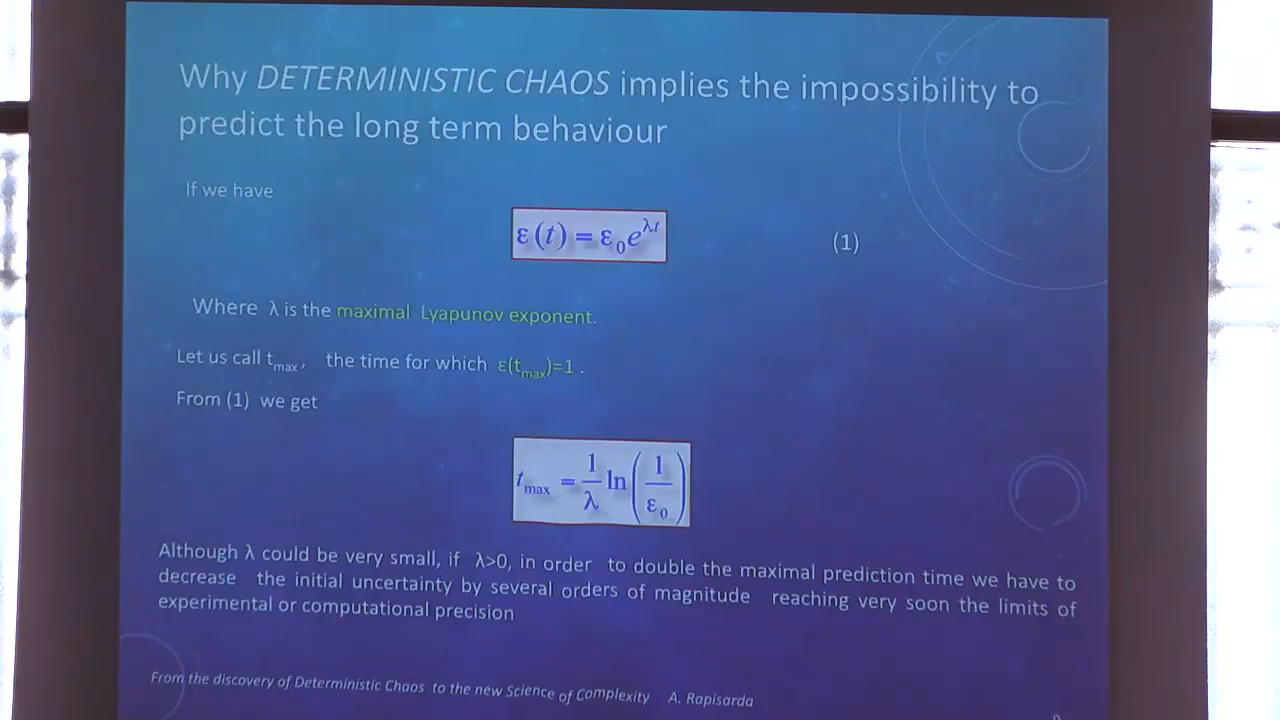 Why DETERMINISTIC CHAOS implies the impossibility to
predict the long term behaviour
If we have
ε(t) = ε₀e^{λt} (1)
Where λ is the maximal Lyapunov exponent.
Let us call t_max, the time for which ε(t_max)=1 .
From (1) we get
t_max = 1/λ ln(1/ε₀)
Although λ could be very small, if λ>0, in order to double the maximal prediction time we have to
decrease the initial uncertainty by several orders of magnitude reaching very soon the limits of
experimental or computational precision
From the discovery of Deterministic Chaos to the new Science of Complexity A. Rapisarda